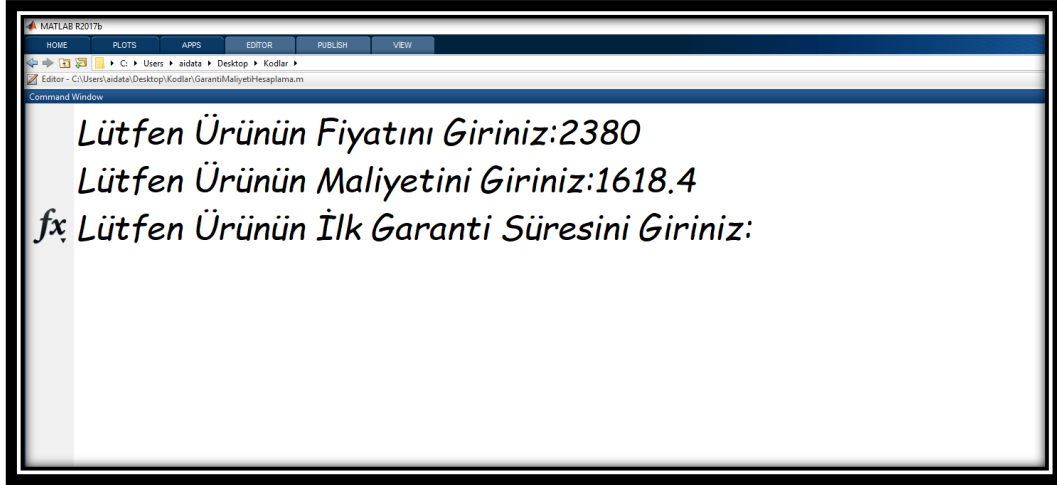 MATLAB R2017b
HOME PLOTS APPS EDITOR PUBLISH VIEW
C: Users aidata Desktop Kodlar
Editor - C:\Users\aidata\Desktop\Kodlar\GarantiMaliyetiHesaplama.m
Command Window
Lütfen Ürünün Fiyatını Giriniz:2380
Lütfen Ürünün Maliyetini Giriniz:1618.4
fx Lütfen Ürünün İlk Garanti Süresini Giriniz: